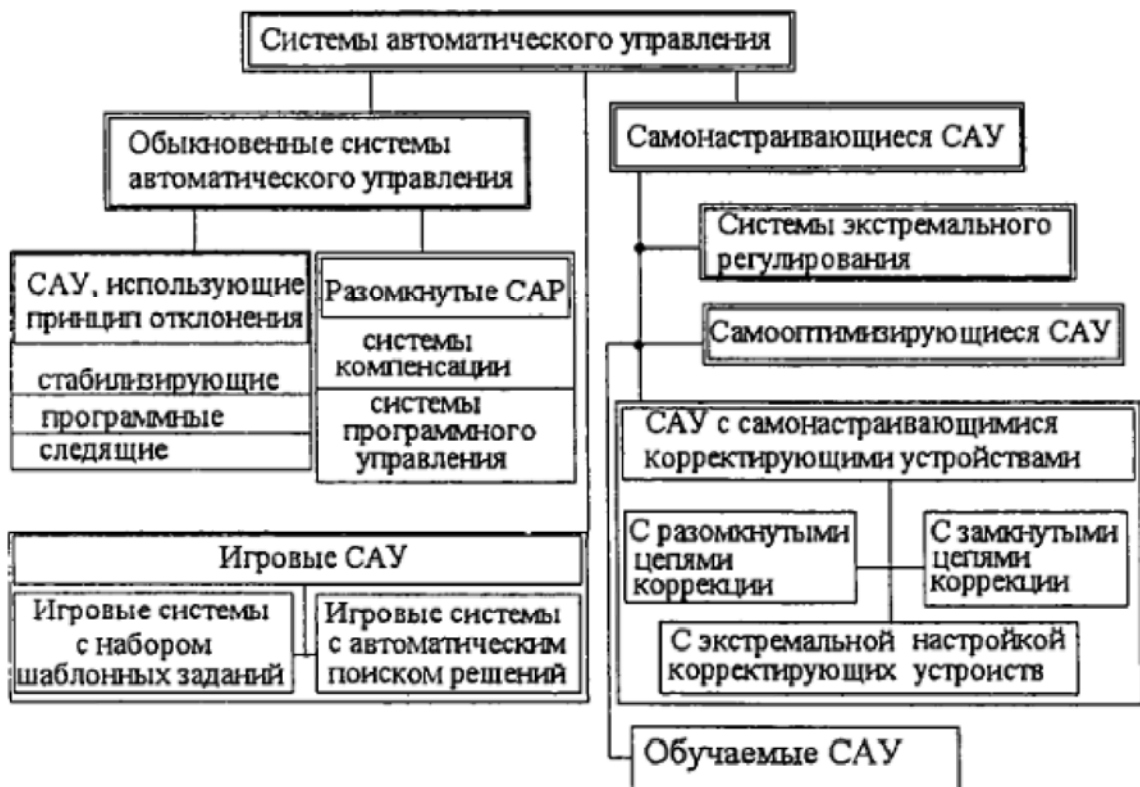 Системы автоматического управления
Обыкновенные системы
автоматического управления
САУ, использующие
принцип отклонения
стабилизирующие
программные
следящие
Разомкнутые САР
системы
компенсации
системы
программного
управления
Игровые САУ
Игровые системы
с набором
шаблонных заданий
Игровые системы
с автоматическим
поиском решений
Самонастраивающиеся САУ
Системы экстремального
регулирования
Самооптимизирующиеся САУ
САУ с самонастраивающимися
корректирующими устройствами
С разомкнутыми
цепями
коррекции
С замкнутыми
цепями
коррекции
С экстремальной настройкой
корректирующих устроиств
Обучаемые САУ